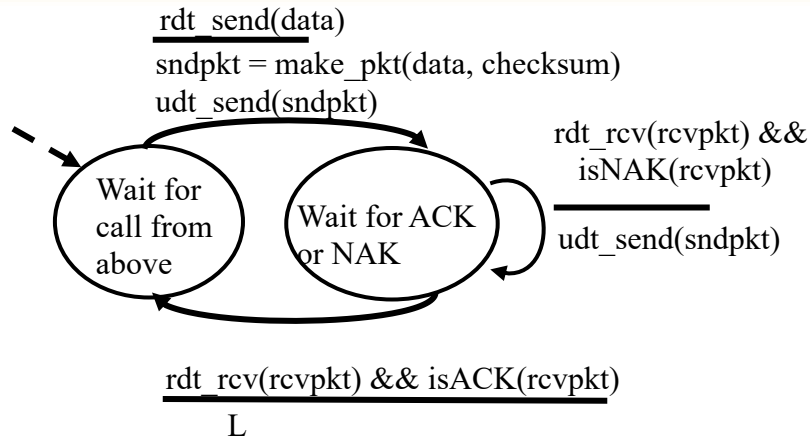 rdt_send(data)
sndpkt = make_pkt(data, checksum)
udt_send(sndpkt)
rdt_rcv(rcvpkt) &&
isNAK(rcvpkt)
udt_send(sndpkt)
Wait for
call from
above
Wait for ACK
or NAK
rdt_rcv(rcvpkt) && isACK(rcvpkt)
L